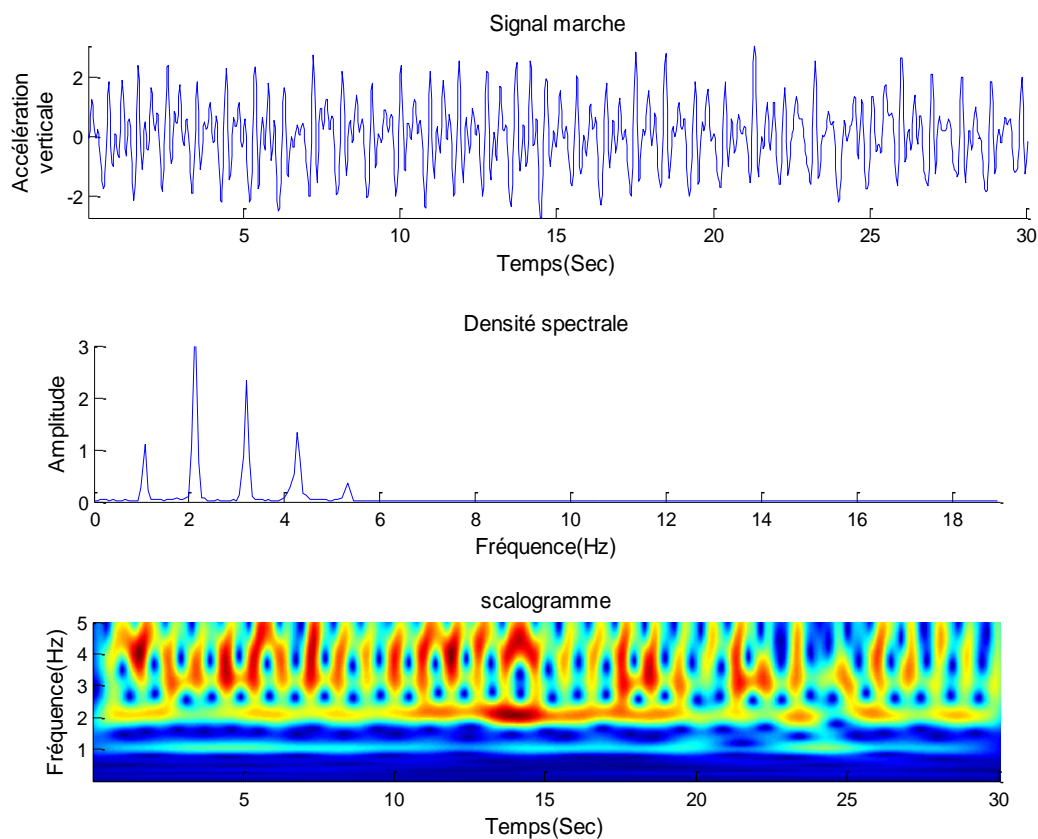 Signal marche
Accélération
verticale
2
0
-2
5 10 15 20 25 30
Temps(Sec)
Densité spectrale
Amplitude
3
2
1
0
0 2 4 6 8 10 12 14 16 18
Fréquence(Hz)
scalogramme
Fréquence(Hz)
5
4
3
2
1
5 10 15 20 25 30
Temps(Sec)